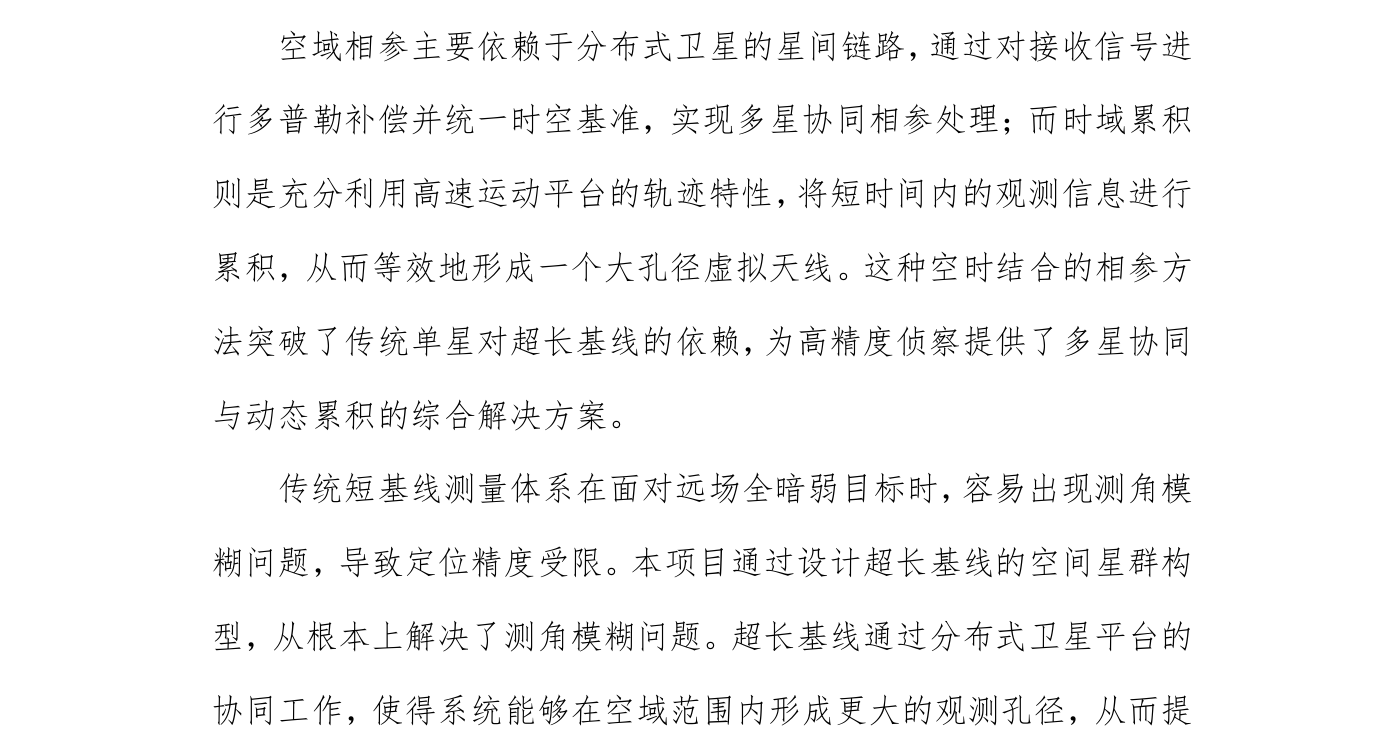 空域相参主要依赖于分布式卫星的星间链路，通过对接收信号进
行多普勒补偿并统一时空基准，实现多星协同相参处理；而时域累积
则是充分利用高速运动平台的轨迹特性，将短时间内的观测信息进行
累积，从而等效地形成一个大孔径虚拟天线。这种空时结合的相参方
法突破了传统单星对超长基线的依赖，为高精度侦察提供了多星协同
与动态累积的综合解决方案。
传统短基线测量体系在面对远场全暗弱目标时，容易出现测角模
糊问题，导致定位精度受限。本项目通过设计超长基线的空间星群构
型，从根本上解决了测角模糊问题。超长基线通过分布式卫星平台的
协同工作，使得系统能够在空域范围内形成更大的观测孔径，从而提